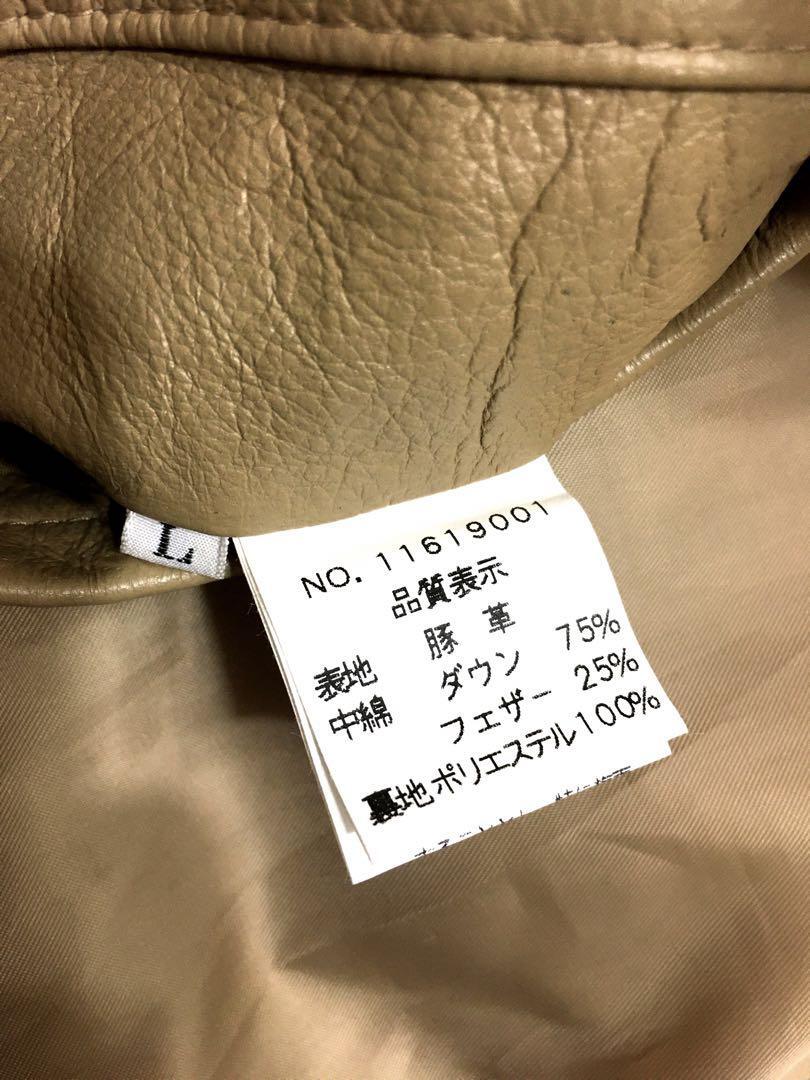 L
NO. 11619001
品質表示
表地 豚革
中綿 ダウン 75%
フェザー 25%
裏地 ポリエステル100%